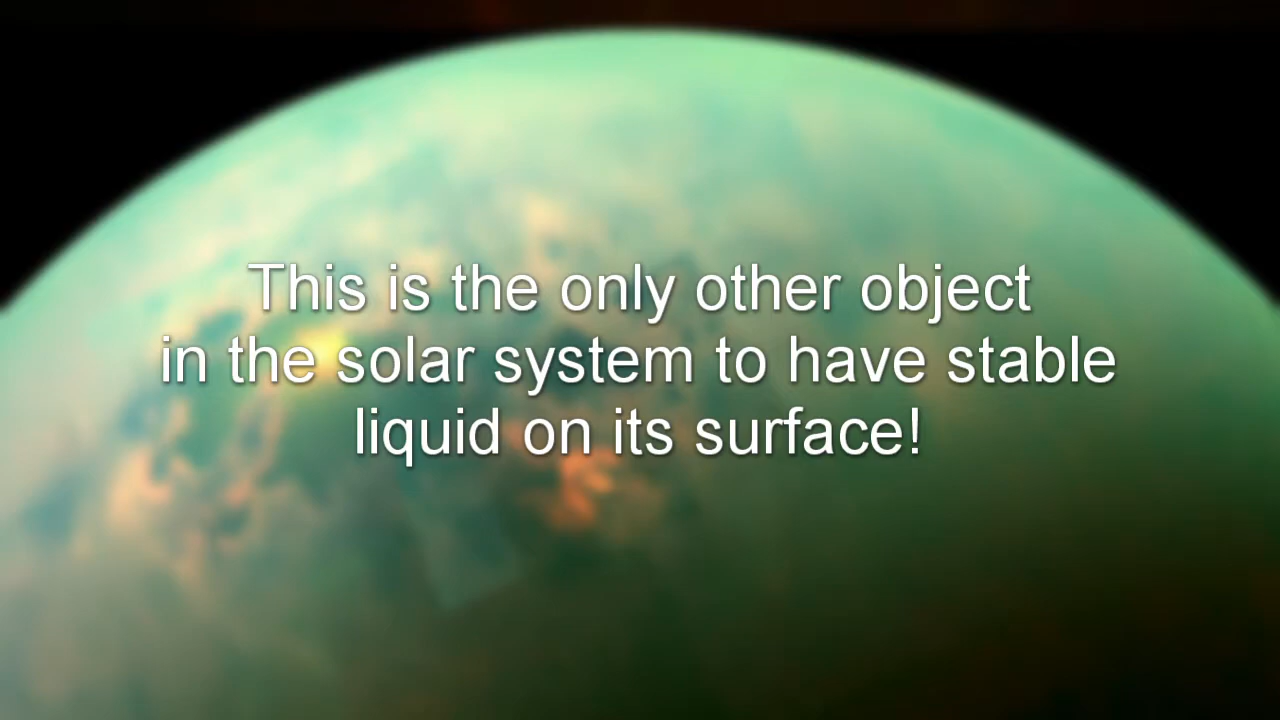 This is the only other object
in the solar system to have stable
liquid on its surface!